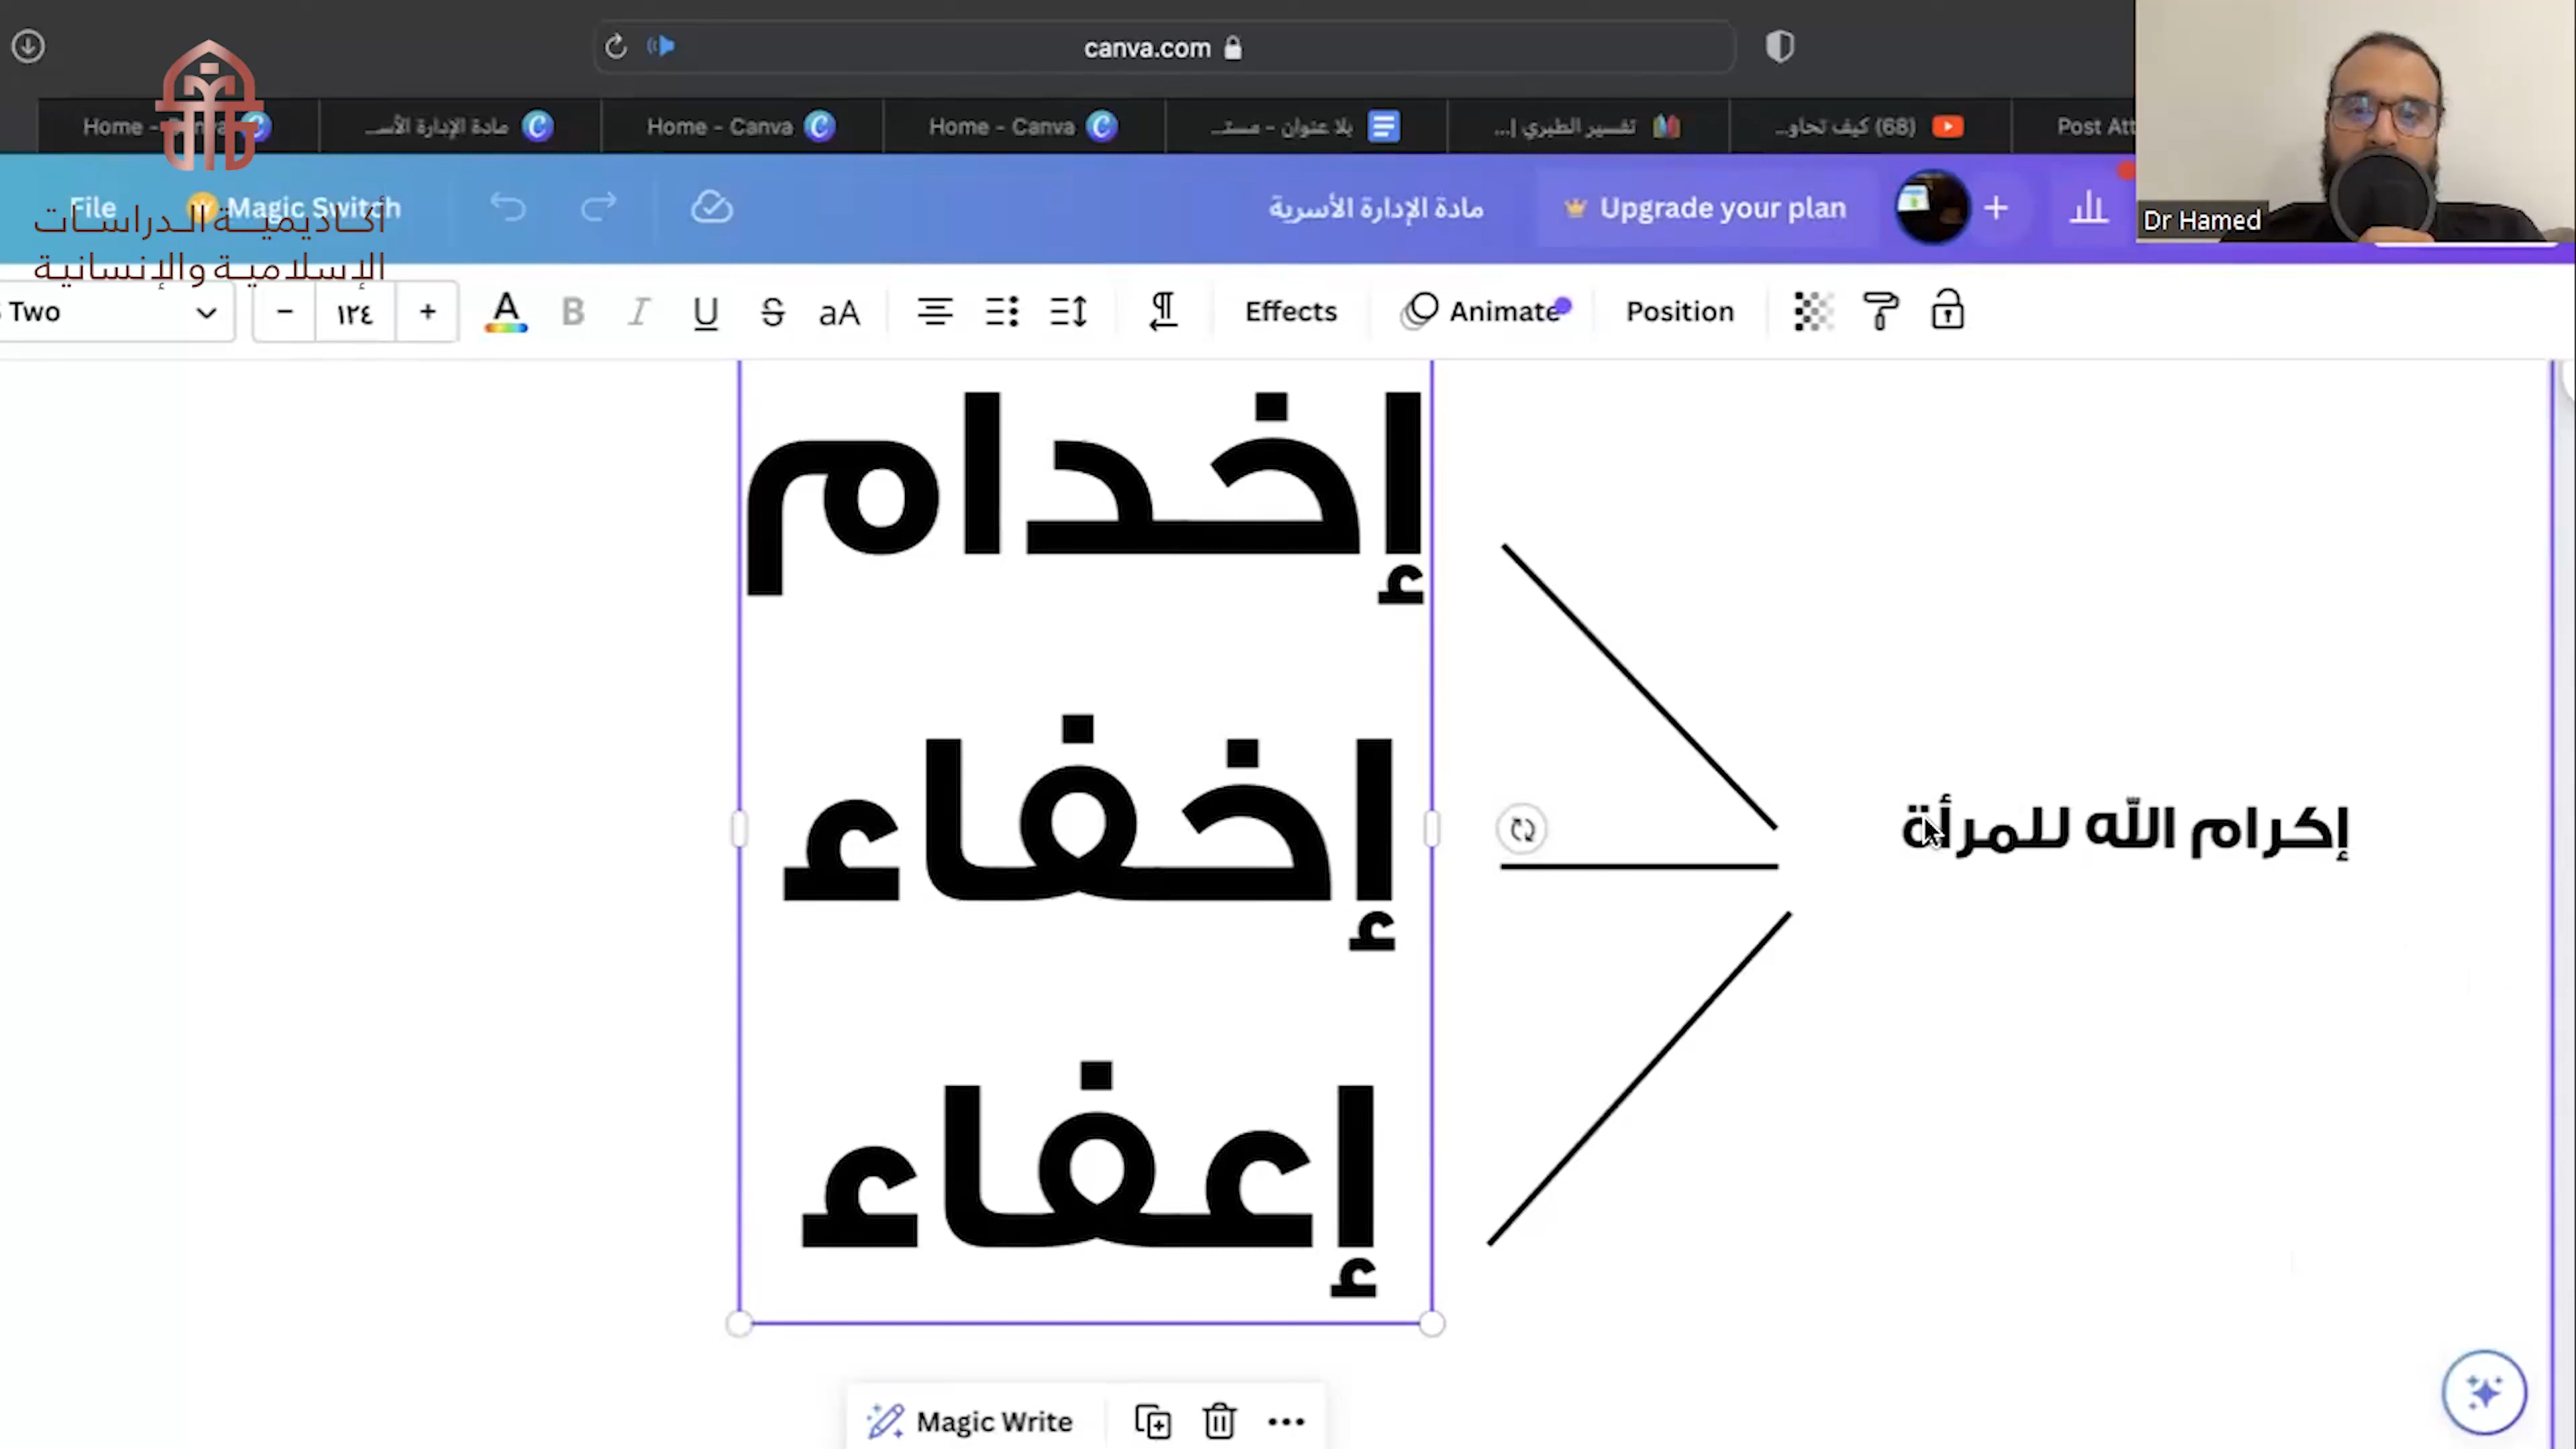 canva.com
Home - Canva
مادة الإدارة الأسـ...
Home - Canva
Home - Canva
بلا عنوان - مستـ...
تفسير الطبري |...
(68) كيف تحاو...
Post Att
File
Magic Switch
مادة الإدارة الأسرية
Upgrade your plan
Dr Hamed
أكاديمية الدراسات
الإسلامية والإنسانية
Two
١٢٤
A
B
I
U
S
aA
Effects
Animate
Position
إخدام
إخفاء
إعفاء
إكرام الله للمرأة
Magic Write